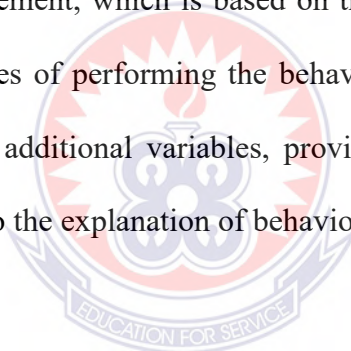 ement, which is based on t
es of performing the behav
additional variables, provi
o the explanation of behavio
EDUCATION FOR SERVICE